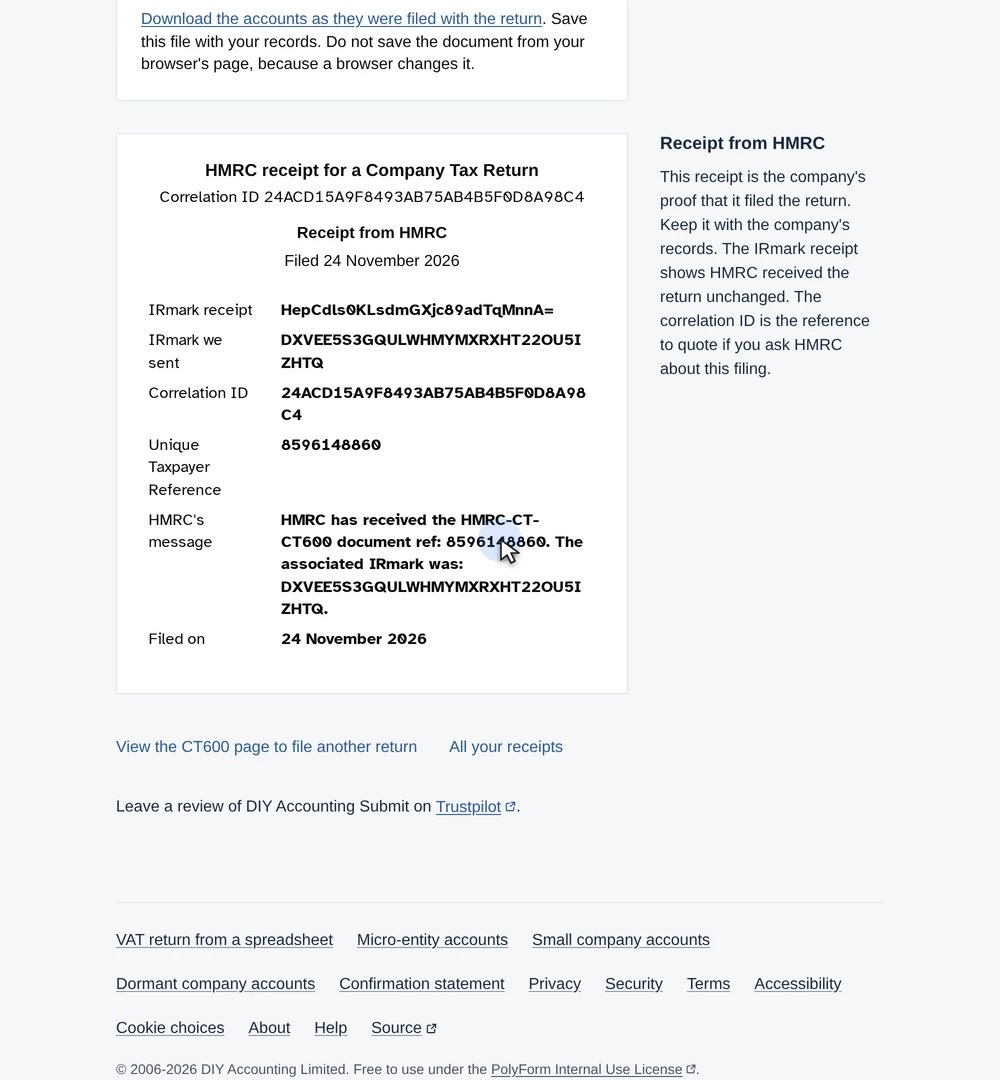 Download the accounts as they were filed with the return. Save
this file with your records. Do not save the document from your
browser's page, because a browser changes it.
HMRC receipt for a Company Tax Return
Correlation ID 24ACD15A9F8493AB75AB4B5F0D8A98C4
Receipt from HMRC
Filed 24 November 2026
IRmark receipt HepCdls0KLsdmGXjc89adTqMnnA=
IRmark we sent DXVEE5S3GQULWHMYMXRXHT22OU5I
ZHTQ
Correlation ID 24ACD15A9F8493AB75AB4B5F0D8A98
C4
Unique Taxpayer Reference 8596148860
HMRC's message HMRC has received the HMRC-CT-
CT600 document ref: 8596148860. The
associated IRmark was:
DXVEE5S3GQULWHMYMXRXHT22OU5I
ZHTQ.
Filed on 24 November 2026
Receipt from HMRC
This receipt is the company's
proof that it filed the return.
Keep it with the company's
records. The IRmark receipt
shows HMRC received the
return unchanged. The
correlation ID is the reference
to quote if you ask HMRC
about this filing.
View the CT600 page to file another return All your receipts
Leave a review of DIY Accounting Submit on Trustpilot.
VAT return from a spreadsheet Micro-entity accounts Small company accounts
Dormant company accounts Confirmation statement Privacy Security Terms Accessibility
Cookie choices About Help Source
© 2006-2026 DIY Accounting Limited. Free to use under the PolyForm Internal Use License.